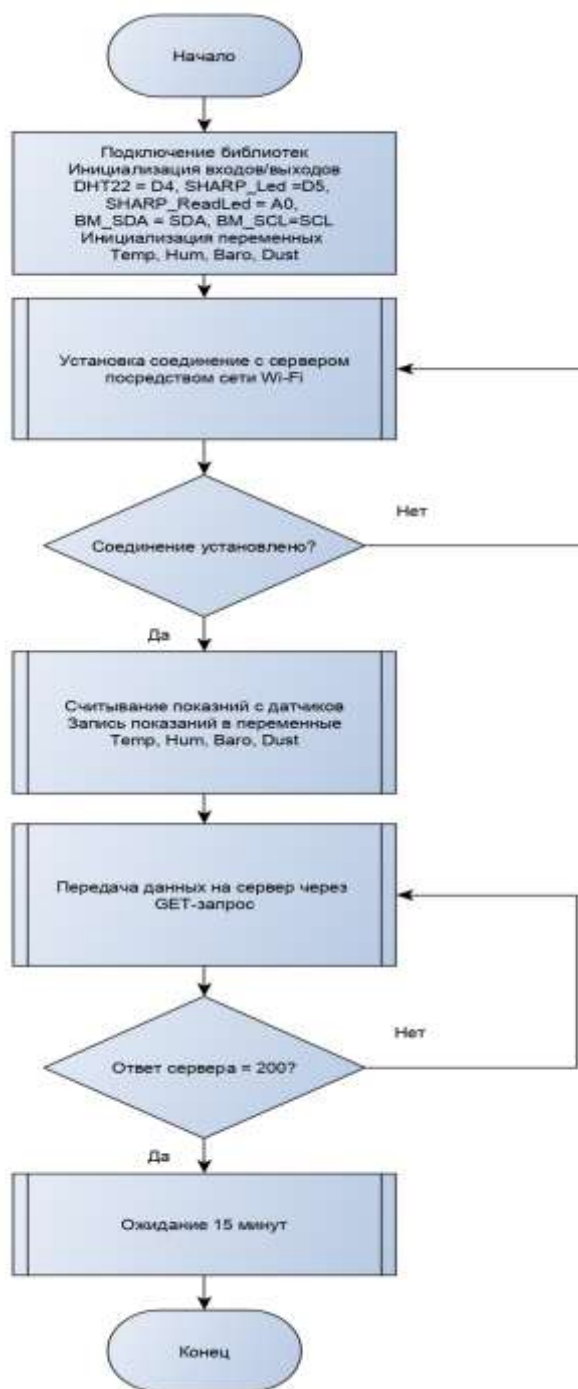 Начало
Подключение библиотек
Инициализация входов/выходов
DHT22 = D4, SHARP_Led =D5,
SHARP_ReadLed = A0,
BM_SDA = SDA, BM_SCL=SCL
Инициализация переменных
Temp, Hum, Baro, Dust
Установка соединение с сервером
посредством сети Wi-Fi
Нет
Соединение установлено?
Да
Считывание показний с датчиков
Запись показаний в переменные
Temp, Hum, Baro, Dust
Передача данных на сервер через
GET-запрос
Нет
Ответ сервера = 200?
Да
Ожидание 15 минут
Конец